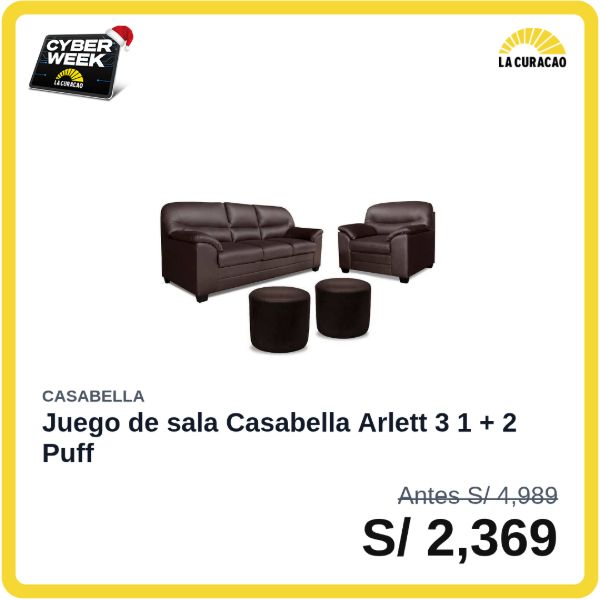 CYBER
WEEK
LA CURACAO
LA CURACAO
CASABELLA
Juego de sala Casabella Arlett 3 1 + 2
Puff
Antes S/ 4,989
S/ 2,369